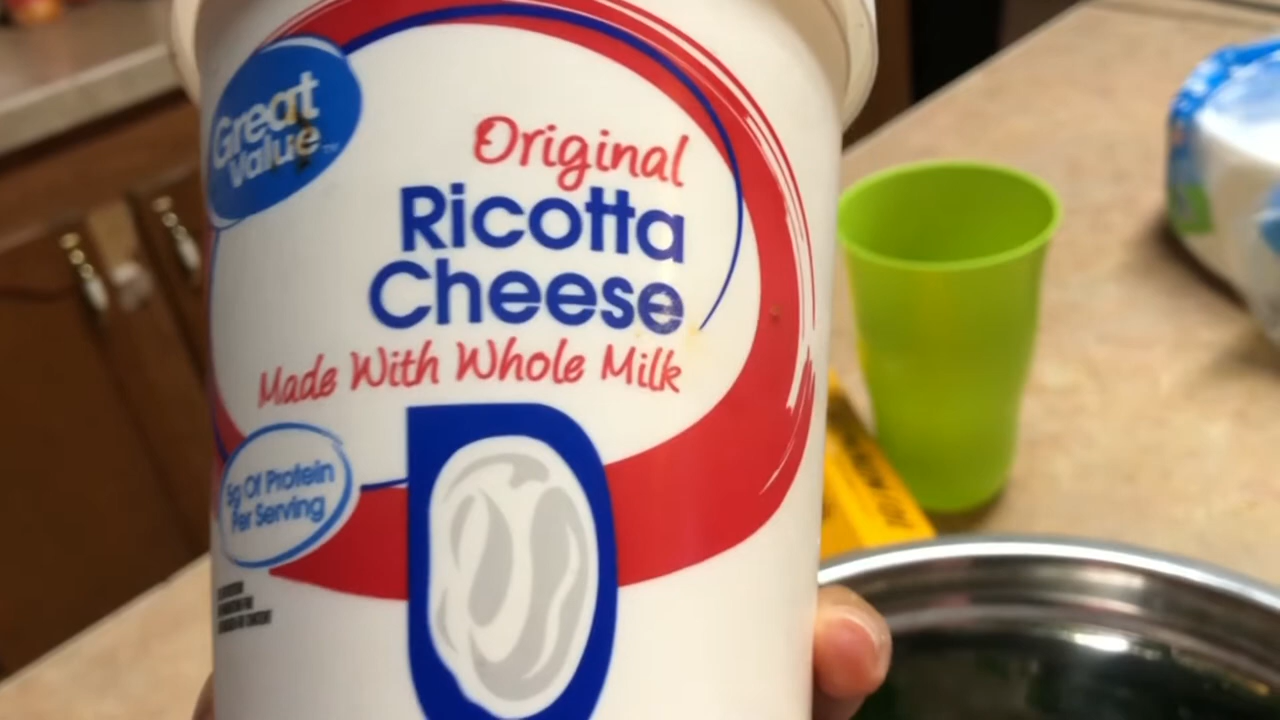 Great
Value
Original
Ricotta
Cheese
Made With Whole Milk
5g Of Protein
Per Serving